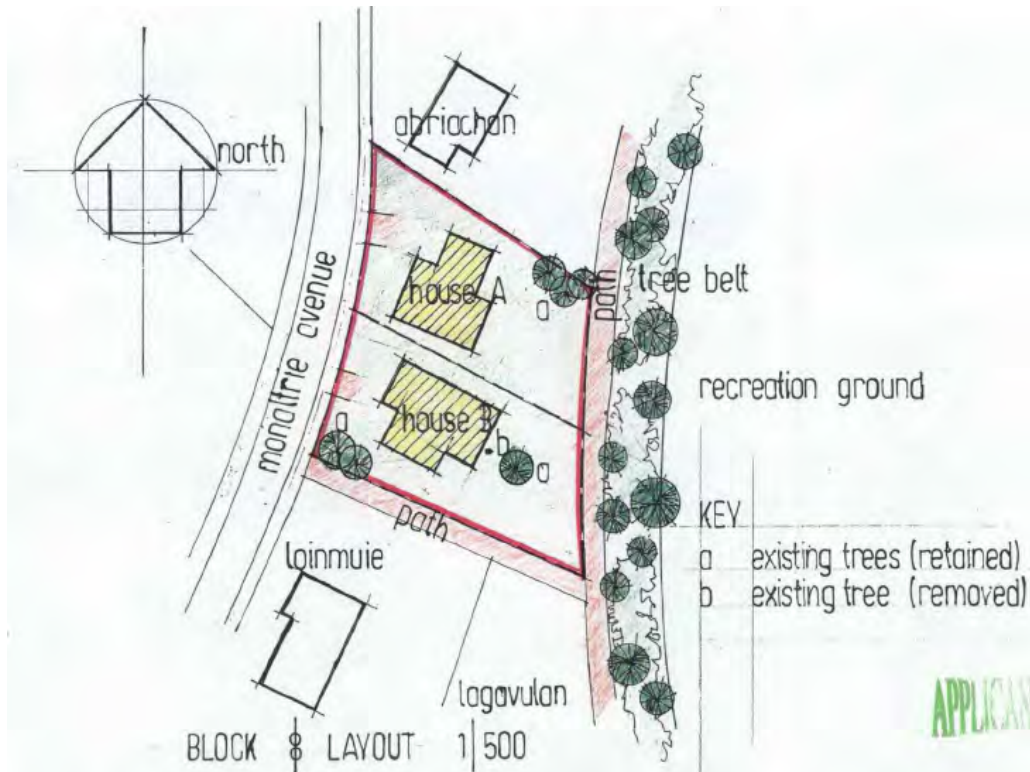 abriachan
north
monaltrie avenue
house A
a
path
tree belt
recreation ground
house B
a
b
a
path
KEY
a existing trees (retained)
b existing tree (removed)
loinmuie
lagavulan
BLOCK 8 LAYOUT 1 500